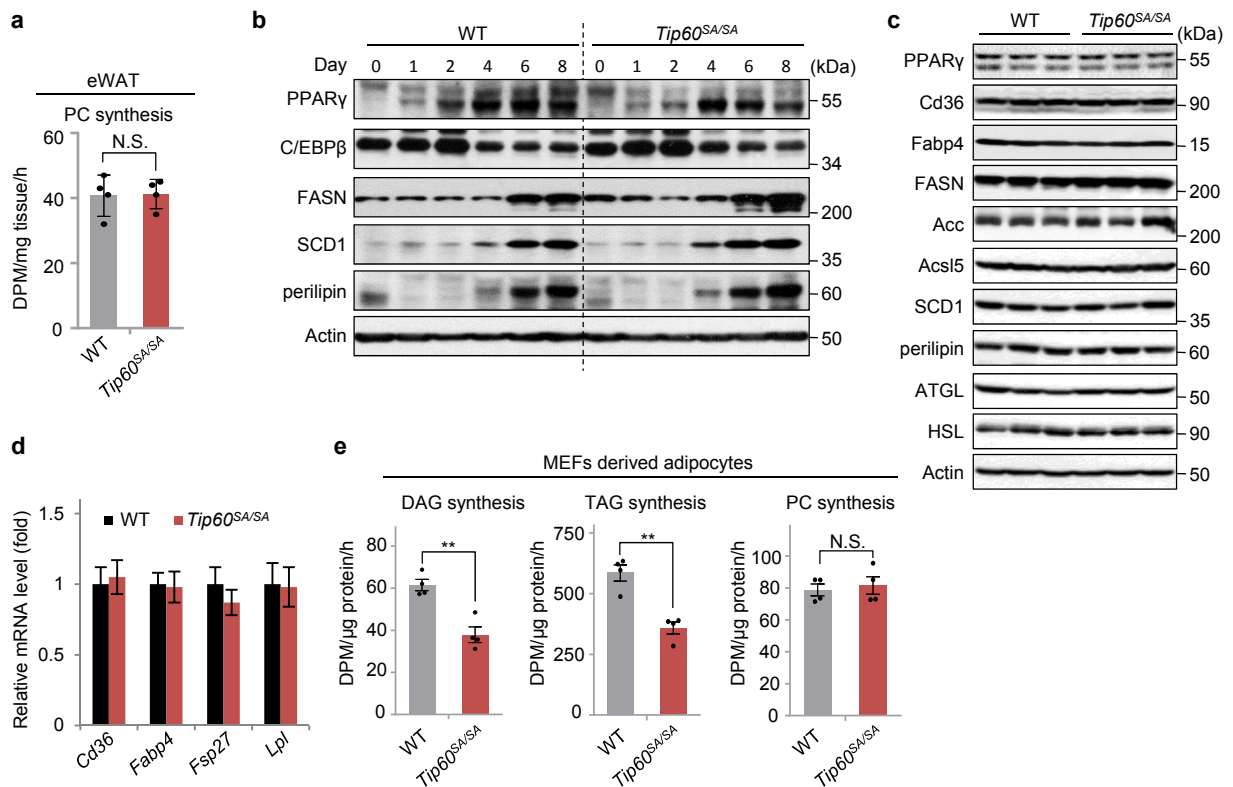 a
eWAT
PC synthesis
N.S.
60
40
20
0
DPM/mg tissue/h
WT
Tip60SA/SA
b
WT
Tip60SA/SA
Day 0 1 2 4 6 8 0 1 2 4 6 8 (kDa)
PPARγ 55
C/EBPβ 34
FASN 200
SCD1 35
perilipin 60
Actin 50
c
WT
Tip60SA/SA
(kDa)
PPARγ 55
Cd36 90
Fabp4 15
FASN 200
Acc 200
Acsl5 60
SCD1 35
perilipin 60
ATGL 50
HSL 90
Actin 50
d
Relative mRNA level (fold)
1.5
1
0.5
0
WT Tip60SA/SA
Cd36 Fabp4 Fsp27 Lpl
e
MEFs derived adipocytes
DAG synthesis
**
80
60
40
60
0
DPM/µg protein/h
WT
Tip60SA/SA
TAG synthesis
**
750
500
250
0
DPM/µg protein/h
WT
Tip60SA/SA
PC synthesis
N.S.
100
80
60
40
20
0
DPM/µg protein/h
WT
Tip60SA/SA